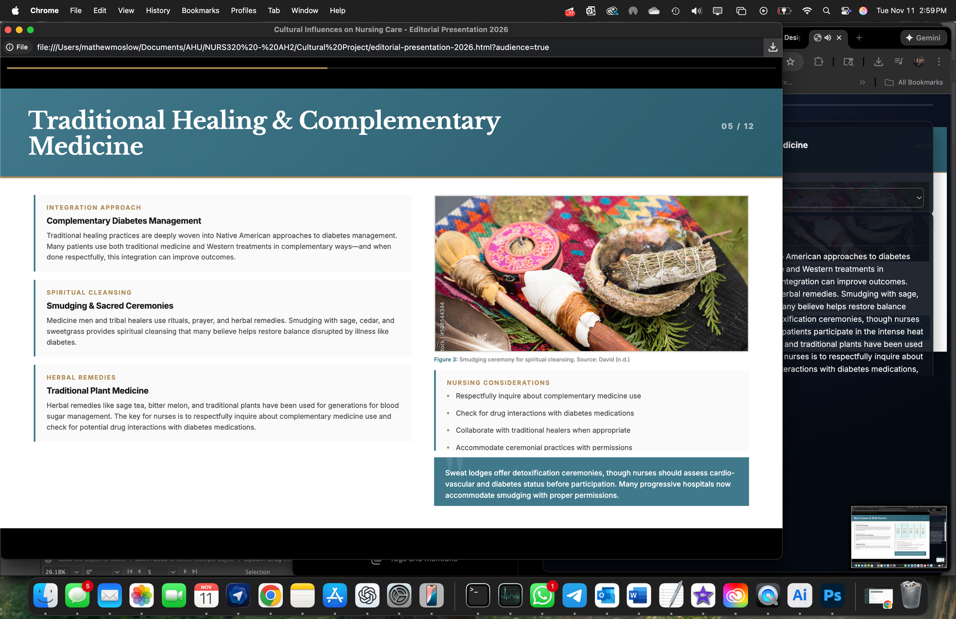 Chrome File Edit View History Bookmarks Profiles Tab Window Help
Tue Nov 11 2:59 PM
Cultural Influences on Nursing Care - Editorial Presentation 2026
File file:///Users/mathewmoslow/Documents/AHU/NURS320%20-%20AH2/Cultural%20Project/editorial-presentation-2026.html?audience=true
Gemini
All Bookmarks
Traditional Healing & Complementary
Medicine
05 / 12
INTEGRATION APPROACH
Complementary Diabetes Management
Traditional healing practices are deeply woven into Native American approaches to diabetes management.
Many patients use both traditional medicine and Western treatments in complementary ways—and when
done respectfully, this integration can improve outcomes.
SPIRITUAL CLEANSING
Smudging & Sacred Ceremonies
Medicine men and tribal healers use rituals, prayer, and herbal remedies. Smudging with sage, cedar, and
sweetgrass provides spiritual cleansing that many believe helps restore balance disrupted by illness like
diabetes.
HERBAL REMEDIES
Traditional Plant Medicine
Herbal remedies like sage tea, bitter melon, and traditional plants have been used for generations for blood
sugar management. The key for nurses is to respectfully inquire about complementary medicine use and
check for potential drug interactions with diabetes medications.
Figure 3: Smudging ceremony for spiritual cleansing. Source: David (n.d.)
NURSING CONSIDERATIONS
• Respectfully inquire about complementary medicine use
• Check for drug interactions with diabetes medications
• Collaborate with traditional healers when appropriate
• Accommodate ceremonial practices with permissions
Sweat lodges offer detoxification ceremonies, though nurses should assess cardio-
vascular and diabetes status before participation. Many progressive hospitals now
accommodate smudging with proper permissions.
dicine
American approaches to diabetes
and Western treatments in
ntegration can improve outcomes.
erbal remedies. Smudging with sage,
any believe helps restore balance
xification ceremonies, though nurses
patients participate in the intense heat
and traditional plants have been used
nurses is to respectfully inquire about
eractions with diabetes medications,
26.18%
0°
5
Selection
5
NOV
11
1
Ai
Ps